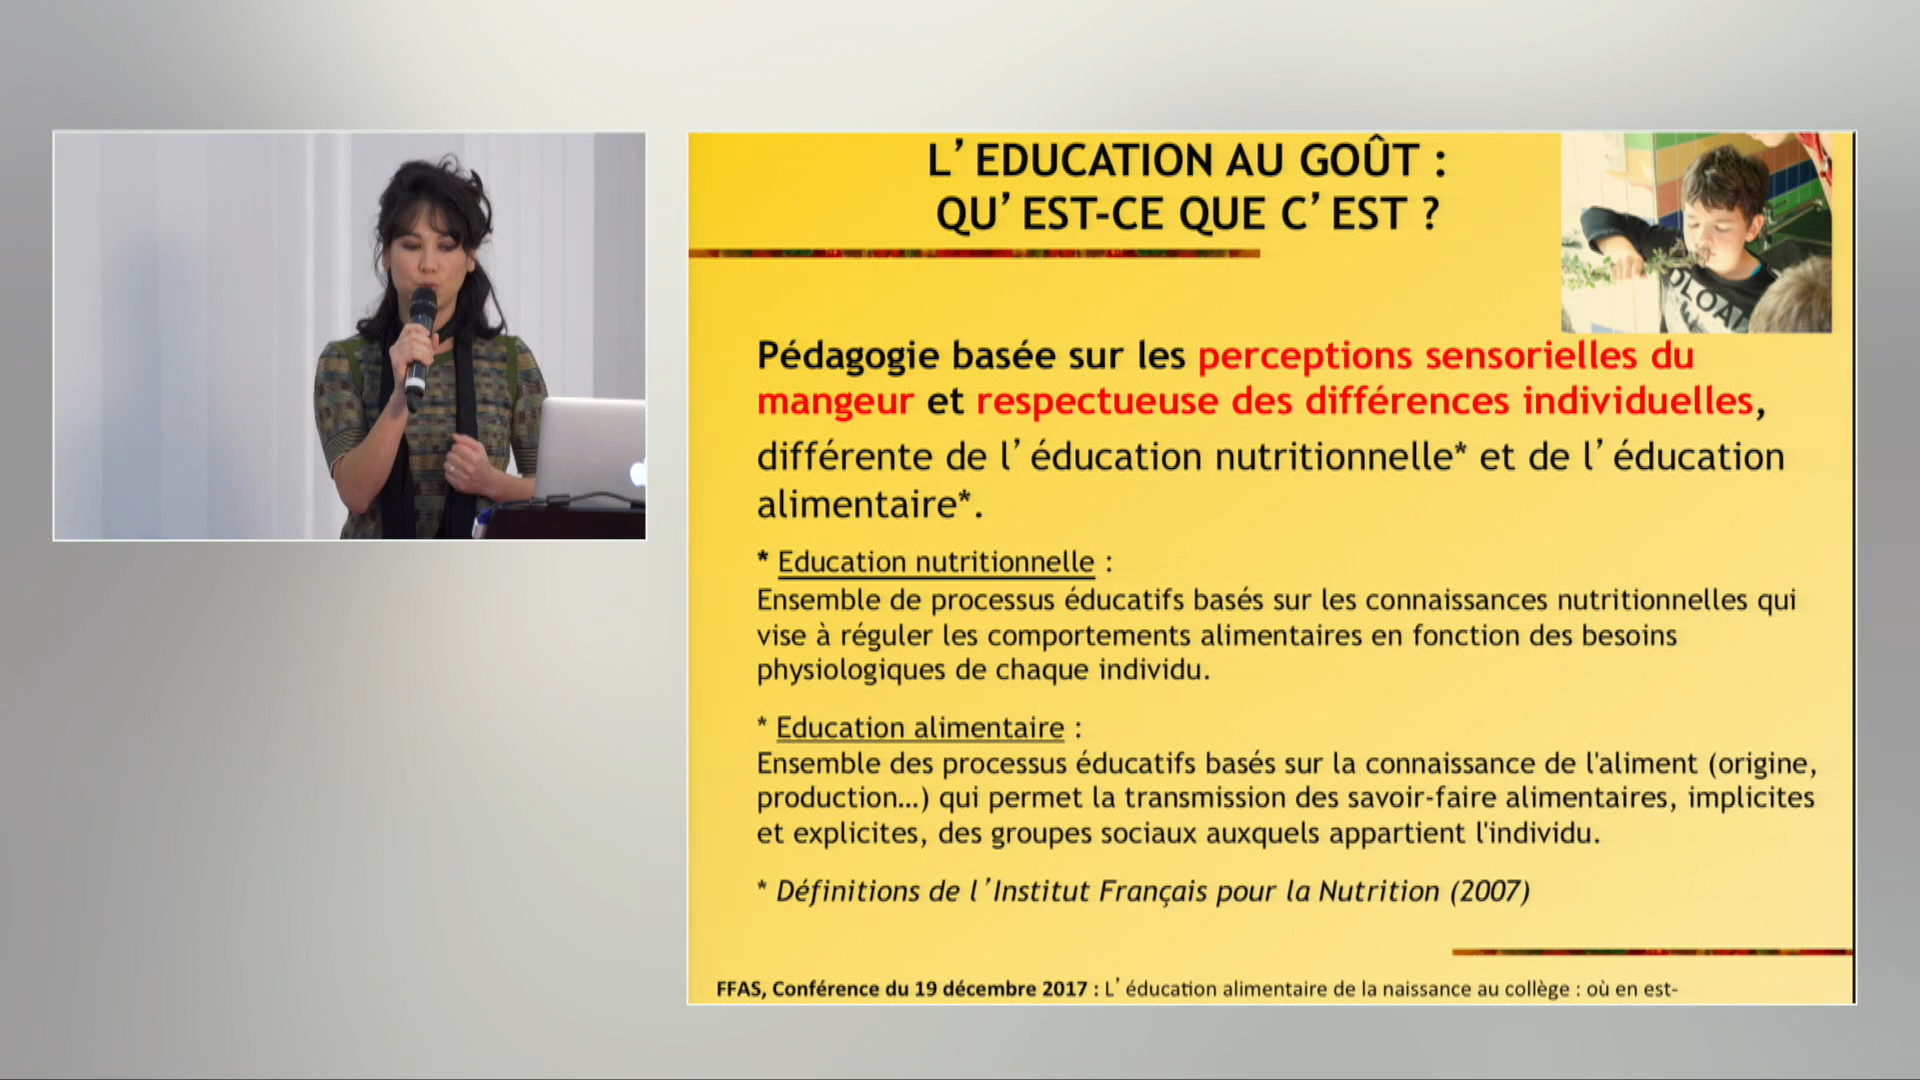 L’EDUCATION AU GOÛT :
QU’EST-CE QUE C’EST ?
Pédagogie basée sur les perceptions sensorielles du
mangeur et respectueuse des différences individuelles,
différente de l’éducation nutritionnelle* et de l’éducation
alimentaire*.
* Education nutritionnelle :
Ensemble de processus éducatifs basés sur les connaissances nutritionnelles qui
vise à réguler les comportements alimentaires en fonction des besoins
physiologiques de chaque individu.
* Education alimentaire :
Ensemble des processus éducatifs basés sur la connaissance de l'aliment (origine,
production…) qui permet la transmission des savoir-faire alimentaires, implicites
et explicites, des groupes sociaux auxquels appartient l'individu.
* Définitions de l’Institut Français pour la Nutrition (2007)
FFAS, Conférence du 19 décembre 2017 : L’éducation alimentaire de la naissance au collège : où en est-